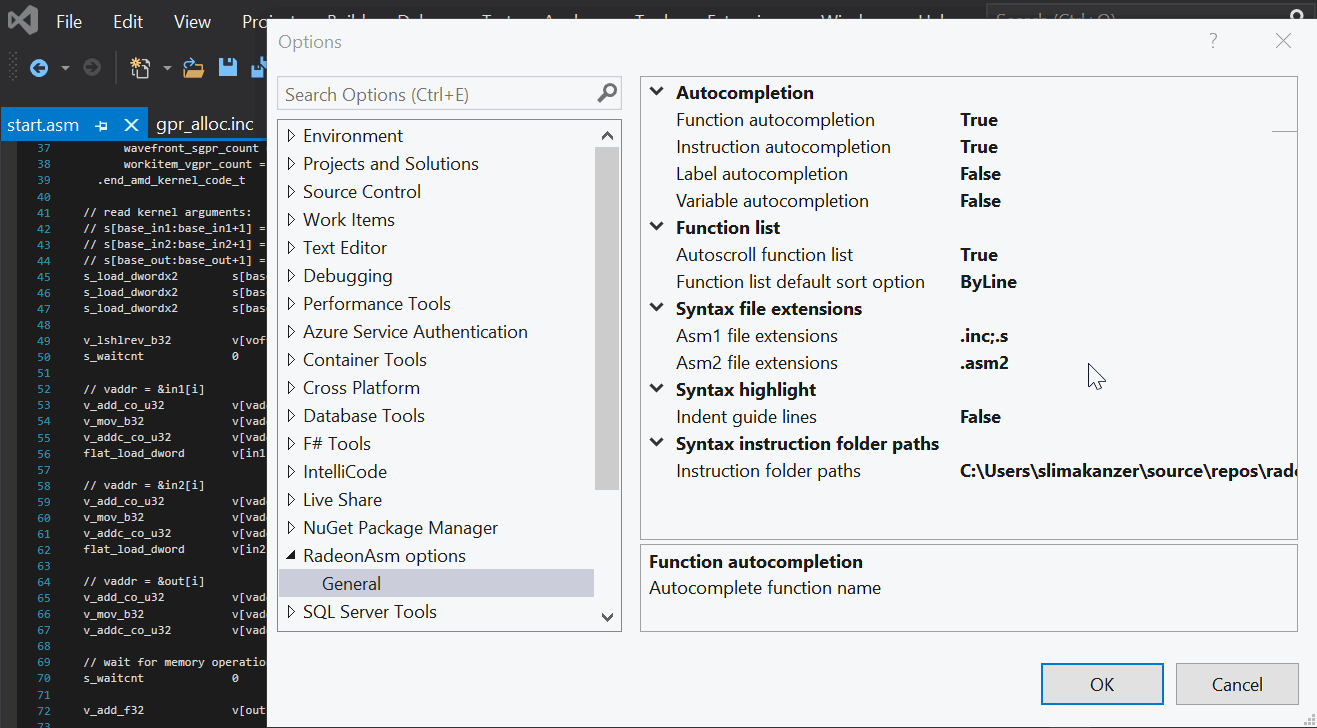 File Edit View
Options
Search Options (Ctrl+E)
start.asm
gpr_alloc.inc
37 wavefront_sgpr_count
38 workitem_vgpr_count =
39 .end_amd_kernel_code_t
40
41 // read kernel arguments:
42 // s[base_in1:base_in1+1] =
43 // s[base_in2:base_in2+1] =
44 // s[base_out:base_out+1] =
45 s_load_dwordx2 s[bas
46 s_load_dwordx2 s[bas
47 s_load_dwordx2 s[bas
48
49 v_lshlrev_b32 v[vof
50 s_waitcnt 0
51
52 // vaddr = &in1[i]
53 v_add_co_u32 v[vad
54 v_mov_b32 v[vad
55 v_addc_co_u32 v[vad
56 flat_load_dword v[in1
57
58 // vaddr = &in2[i]
59 v_add_co_u32 v[vad
60 v_mov_b32 v[vad
61 v_addc_co_u32 v[vad
62 flat_load_dword v[in2
63
64 // vaddr = &out[i]
65 v_add_co_u32 v[vad
66 v_mov_b32 v[vad
67 v_addc_co_u32 v[vad
68
69 // wait for memory operatio
70 s_waitcnt 0
71
72 v_add_f32 v[out
73
Environment
Projects and Solutions
Source Control
Work Items
Text Editor
Debugging
Performance Tools
Azure Service Authentication
Container Tools
Cross Platform
Database Tools
F# Tools
IntelliCode
Live Share
NuGet Package Manager
RadeonAsm options
General
SQL Server Tools
Autocompletion
Function autocompletion True
Instruction autocompletion True
Label autocompletion False
Variable autocompletion False
Function list
Autoscroll function list True
Function list default sort option ByLine
Syntax file extensions
Asm1 file extensions .inc;.s
Asm2 file extensions .asm2
Syntax highlight
Indent guide lines False
Syntax instruction folder paths
Instruction folder paths C:\Users\slimakanzer\source\repos\rade
Function autocompletion
Autocomplete function name
OK Cancel